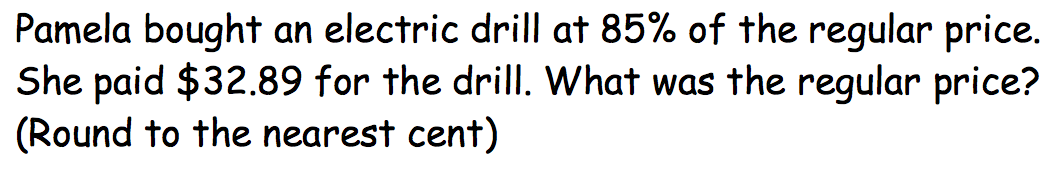 Pamela bought an electric drill at 85% of the regular price.
She paid $32.89 for the drill. What was the regular price?
(Round to the nearest cent)